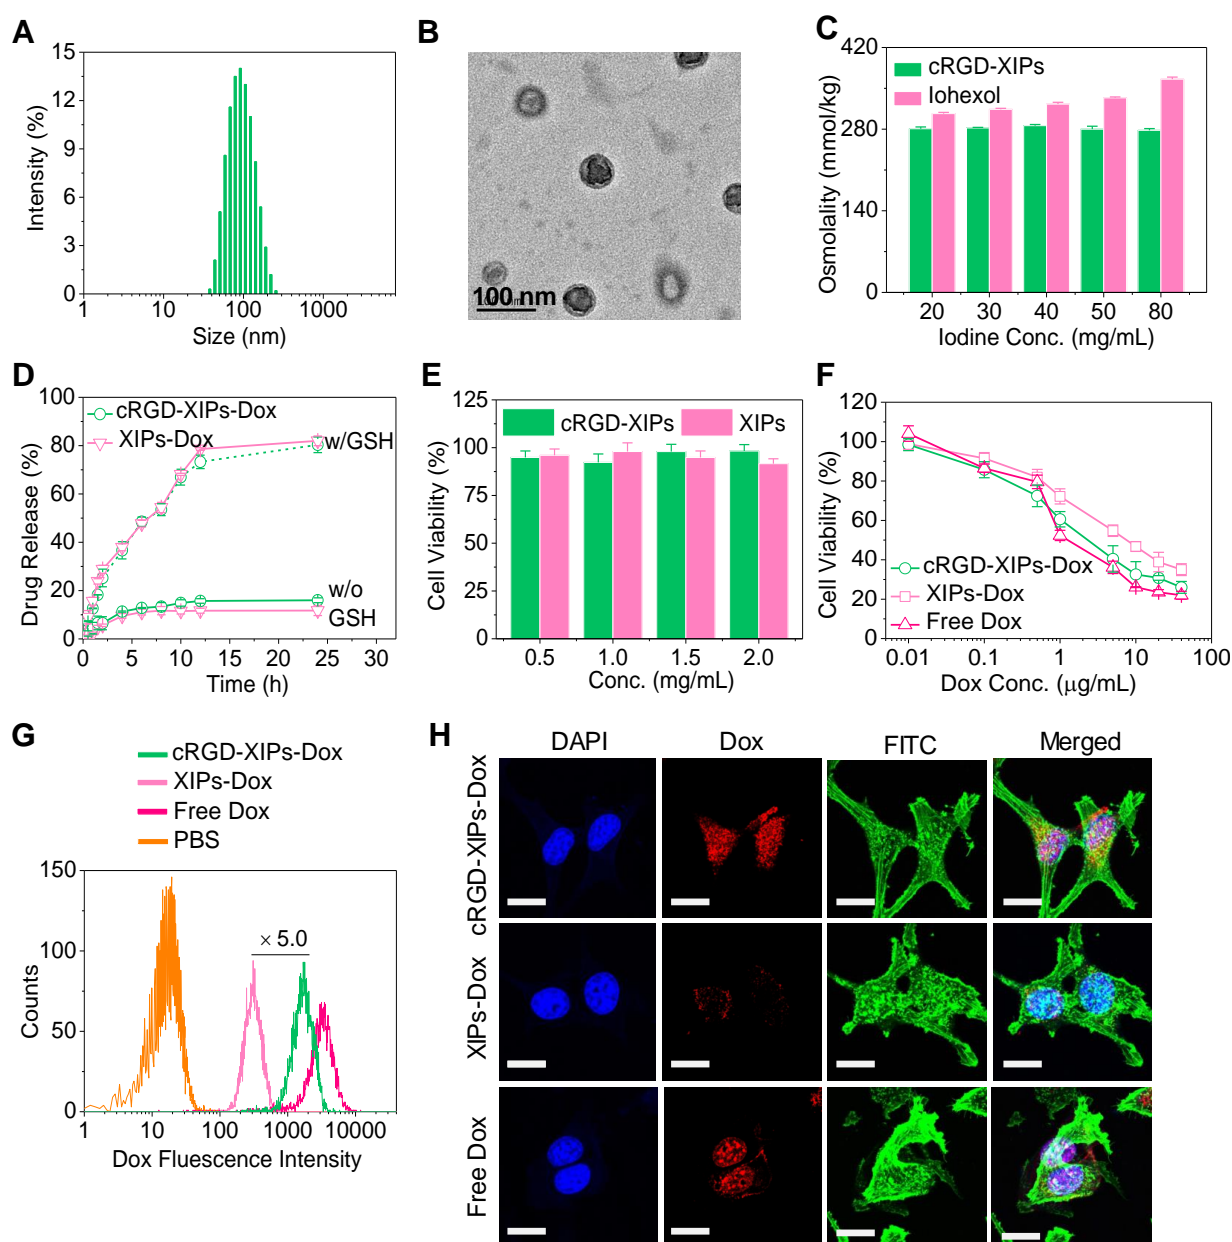 A
Intensity (%)
15
12
9
6
3
0
1
10
100
1000
Size (nm)
B
100 nm
C
Osmolality (mmol/kg)
420
280
140
0
cRGD-XIPs
Iohexol
20
30
40
50
80
Iodine Conc. (mg/mL)
D
Drug Release (%)
100
80
60
40
20
0
cRGD-XIPs-Dox
XIPs-Dox
w/GSH
w/o
GSH
0
5
10
15
20
25
30
Time (h)
E
Cell Viability (%)
125
100
75
50
25
0
cRGD-XIPs
XIPs
0.5
1.0
1.5
2.0
Conc. (mg/mL)
F
Cell Viability (%)
120
100
80
60
40
20
0
cRGD-XIPs-Dox
XIPs-Dox
Free Dox
0.01
0.1
1
10
100
Dox Conc. (μg/mL)
G
cRGD-XIPs-Dox
XIPs-Dox
Free Dox
PBS
Counts
150
100
50
0
× 5.0
1
10
100
1000
10000
Dox Fluescence Intensity
H
DAPI
Dox
FITC
Merged
cRGD-XIPs-Dox
XIPs-Dox
Free Dox